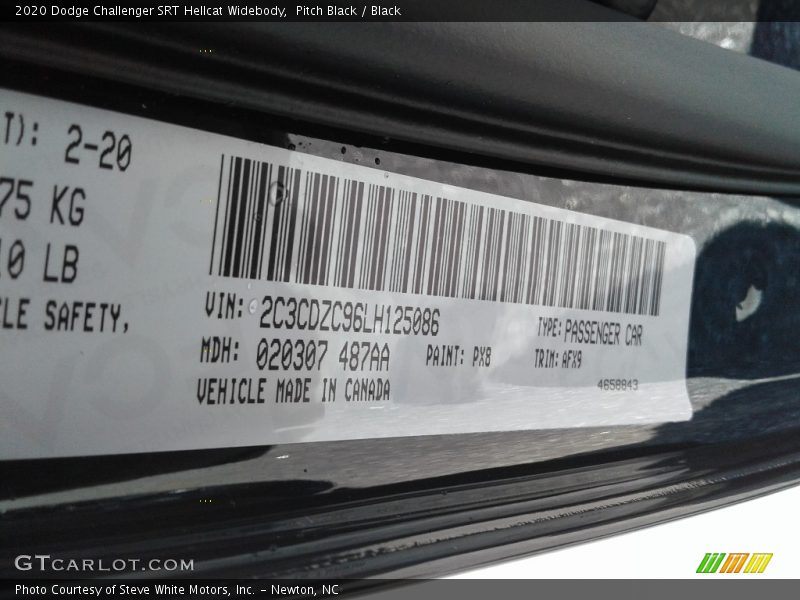 2020 Dodge Challenger SRT Hellcat Widebody,  Pitch Black / Black
T): 2-20
75 KG
0 LB
LE SAFETY,
VIN: 2C3CDZC96LH125086
TYPE: PASSENGER CAR
MDH: 020307 487AA
PAINT: PX8
TRIM: AFX9
VEHICLE MADE IN CANADA
4658843
GTCARLOT.COM
Photo Courtesy of Steve White Motors, Inc. – Newton, NC